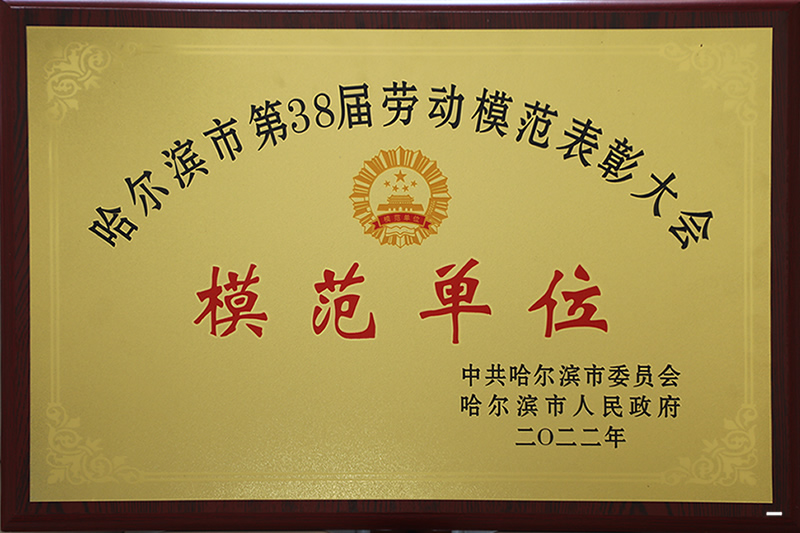 哈尔滨市第38届劳动模范表彰大会
模范单位
模范单位
中共哈尔滨市委员会
哈尔滨市人民政府
二〇二二年